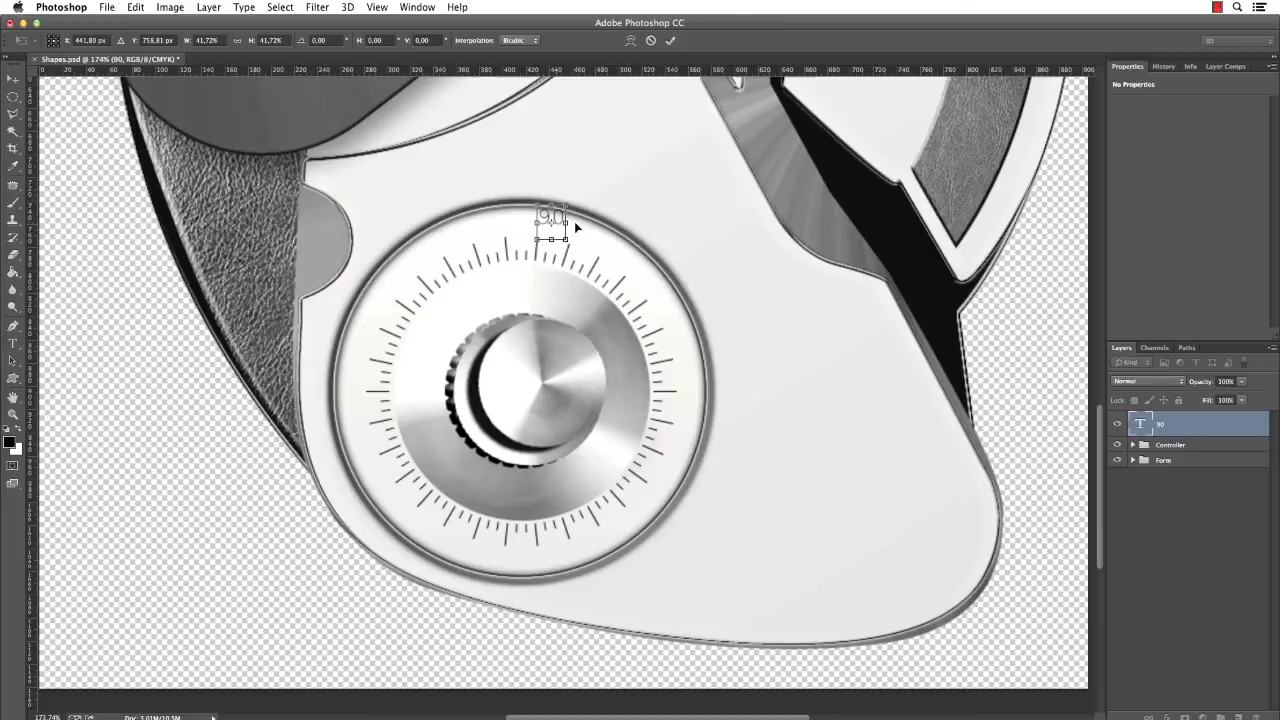 Photoshop File Edit Image Layer Type Select Filter 3D View Window Help
Adobe Photoshop CC
X: 441,80 px Y: 758,81 px W: 41,72% H: 41,72% 0,00 ° H: 0,00 ° V: 0,00 ° Interpolation: Bicubic
Shapes.psd @ 174% (90, RGB/8/CMYK) *
Properties History Info Layer Comps
No Properties
90
Layers Channels Paths
Kind
Normal Opacity: 100%
Lock: Fill: 100%
T 90
Controller
Form
173.74% Doc: 3.01M/10.5M